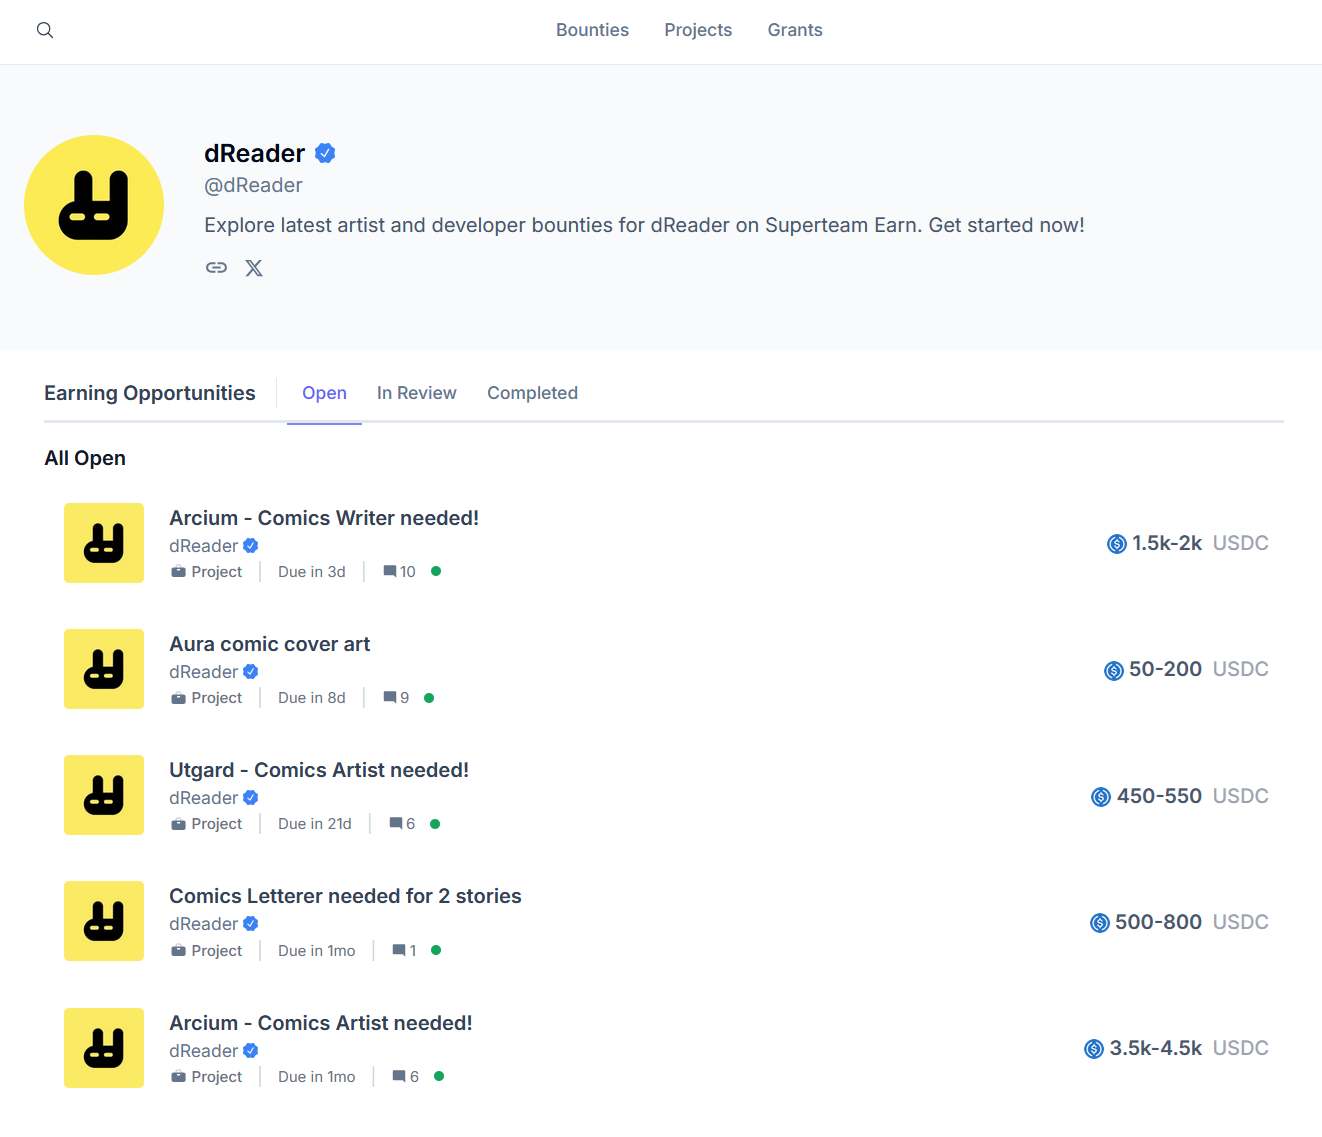 Bounties Projects Grants
dReader
@dReader
Explore latest artist and developer bounties for dReader on Superteam Earn. Get started now!
Earning Opportunities Open In Review Completed
All Open
Arcium - Comics Writer needed!
dReader
Project Due in 3d 10
1.5k-2k USDC
Aura comic cover art
dReader
Project Due in 8d 9
50-200 USDC
Utgard - Comics Artist needed!
dReader
Project Due in 21d 6
450-550 USDC
Comics Letterer needed for 2 stories
dReader
Project Due in 1mo 1
500-800 USDC
Arcium - Comics Artist needed!
dReader
Project Due in 1mo 6
3.5k-4.5k USDC